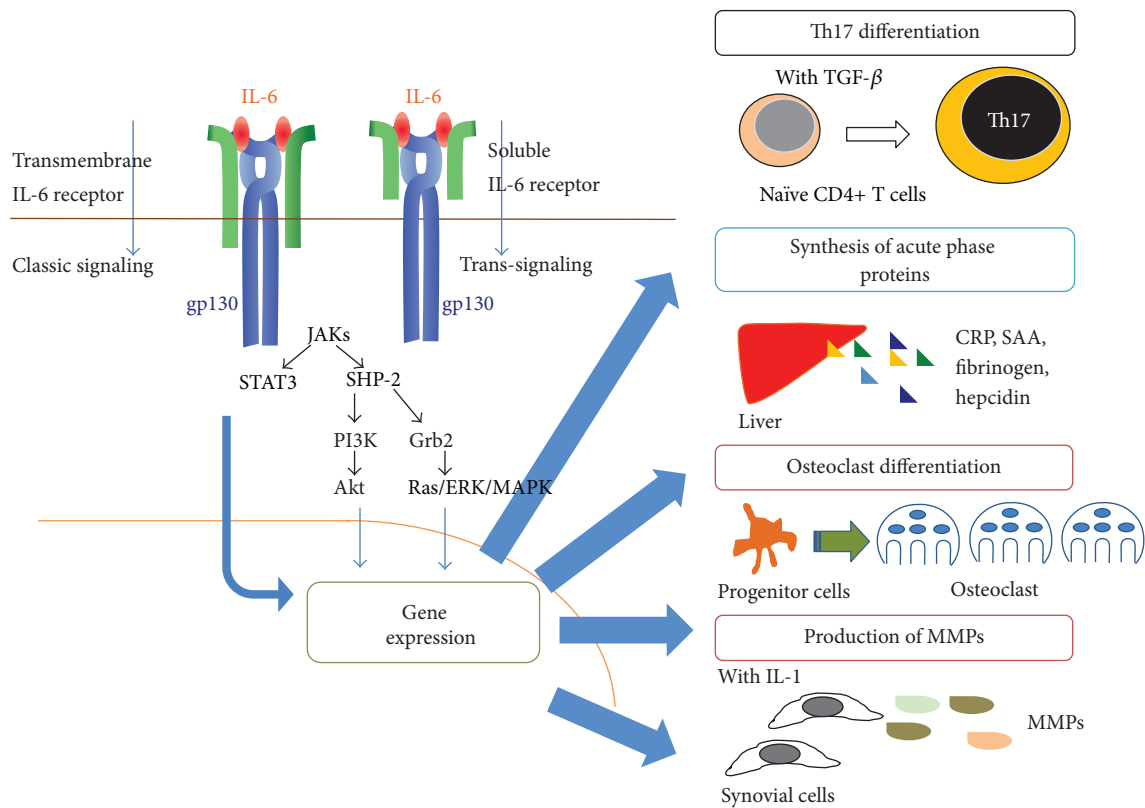 IL-6
IL-6
Transmembrane
IL-6 receptor
Soluble
IL-6 receptor
Classic signaling
Trans-signaling
gp130
gp130
JAKs
STAT3
SHP-2
PI3K
Grb2
Akt
Ras/ERK/MAPK
Gene
expression
Th17 differentiation
With TGF-β
Th17
Naïve CD4+ T cells
Synthesis of acute phase
proteins
CRP, SAA,
fibrinogen,
hepcidin
Liver
Osteoclast differentiation
Progenitor cells
Osteoclast
Production of MMPs
With IL-1
MMPs
Synovial cells